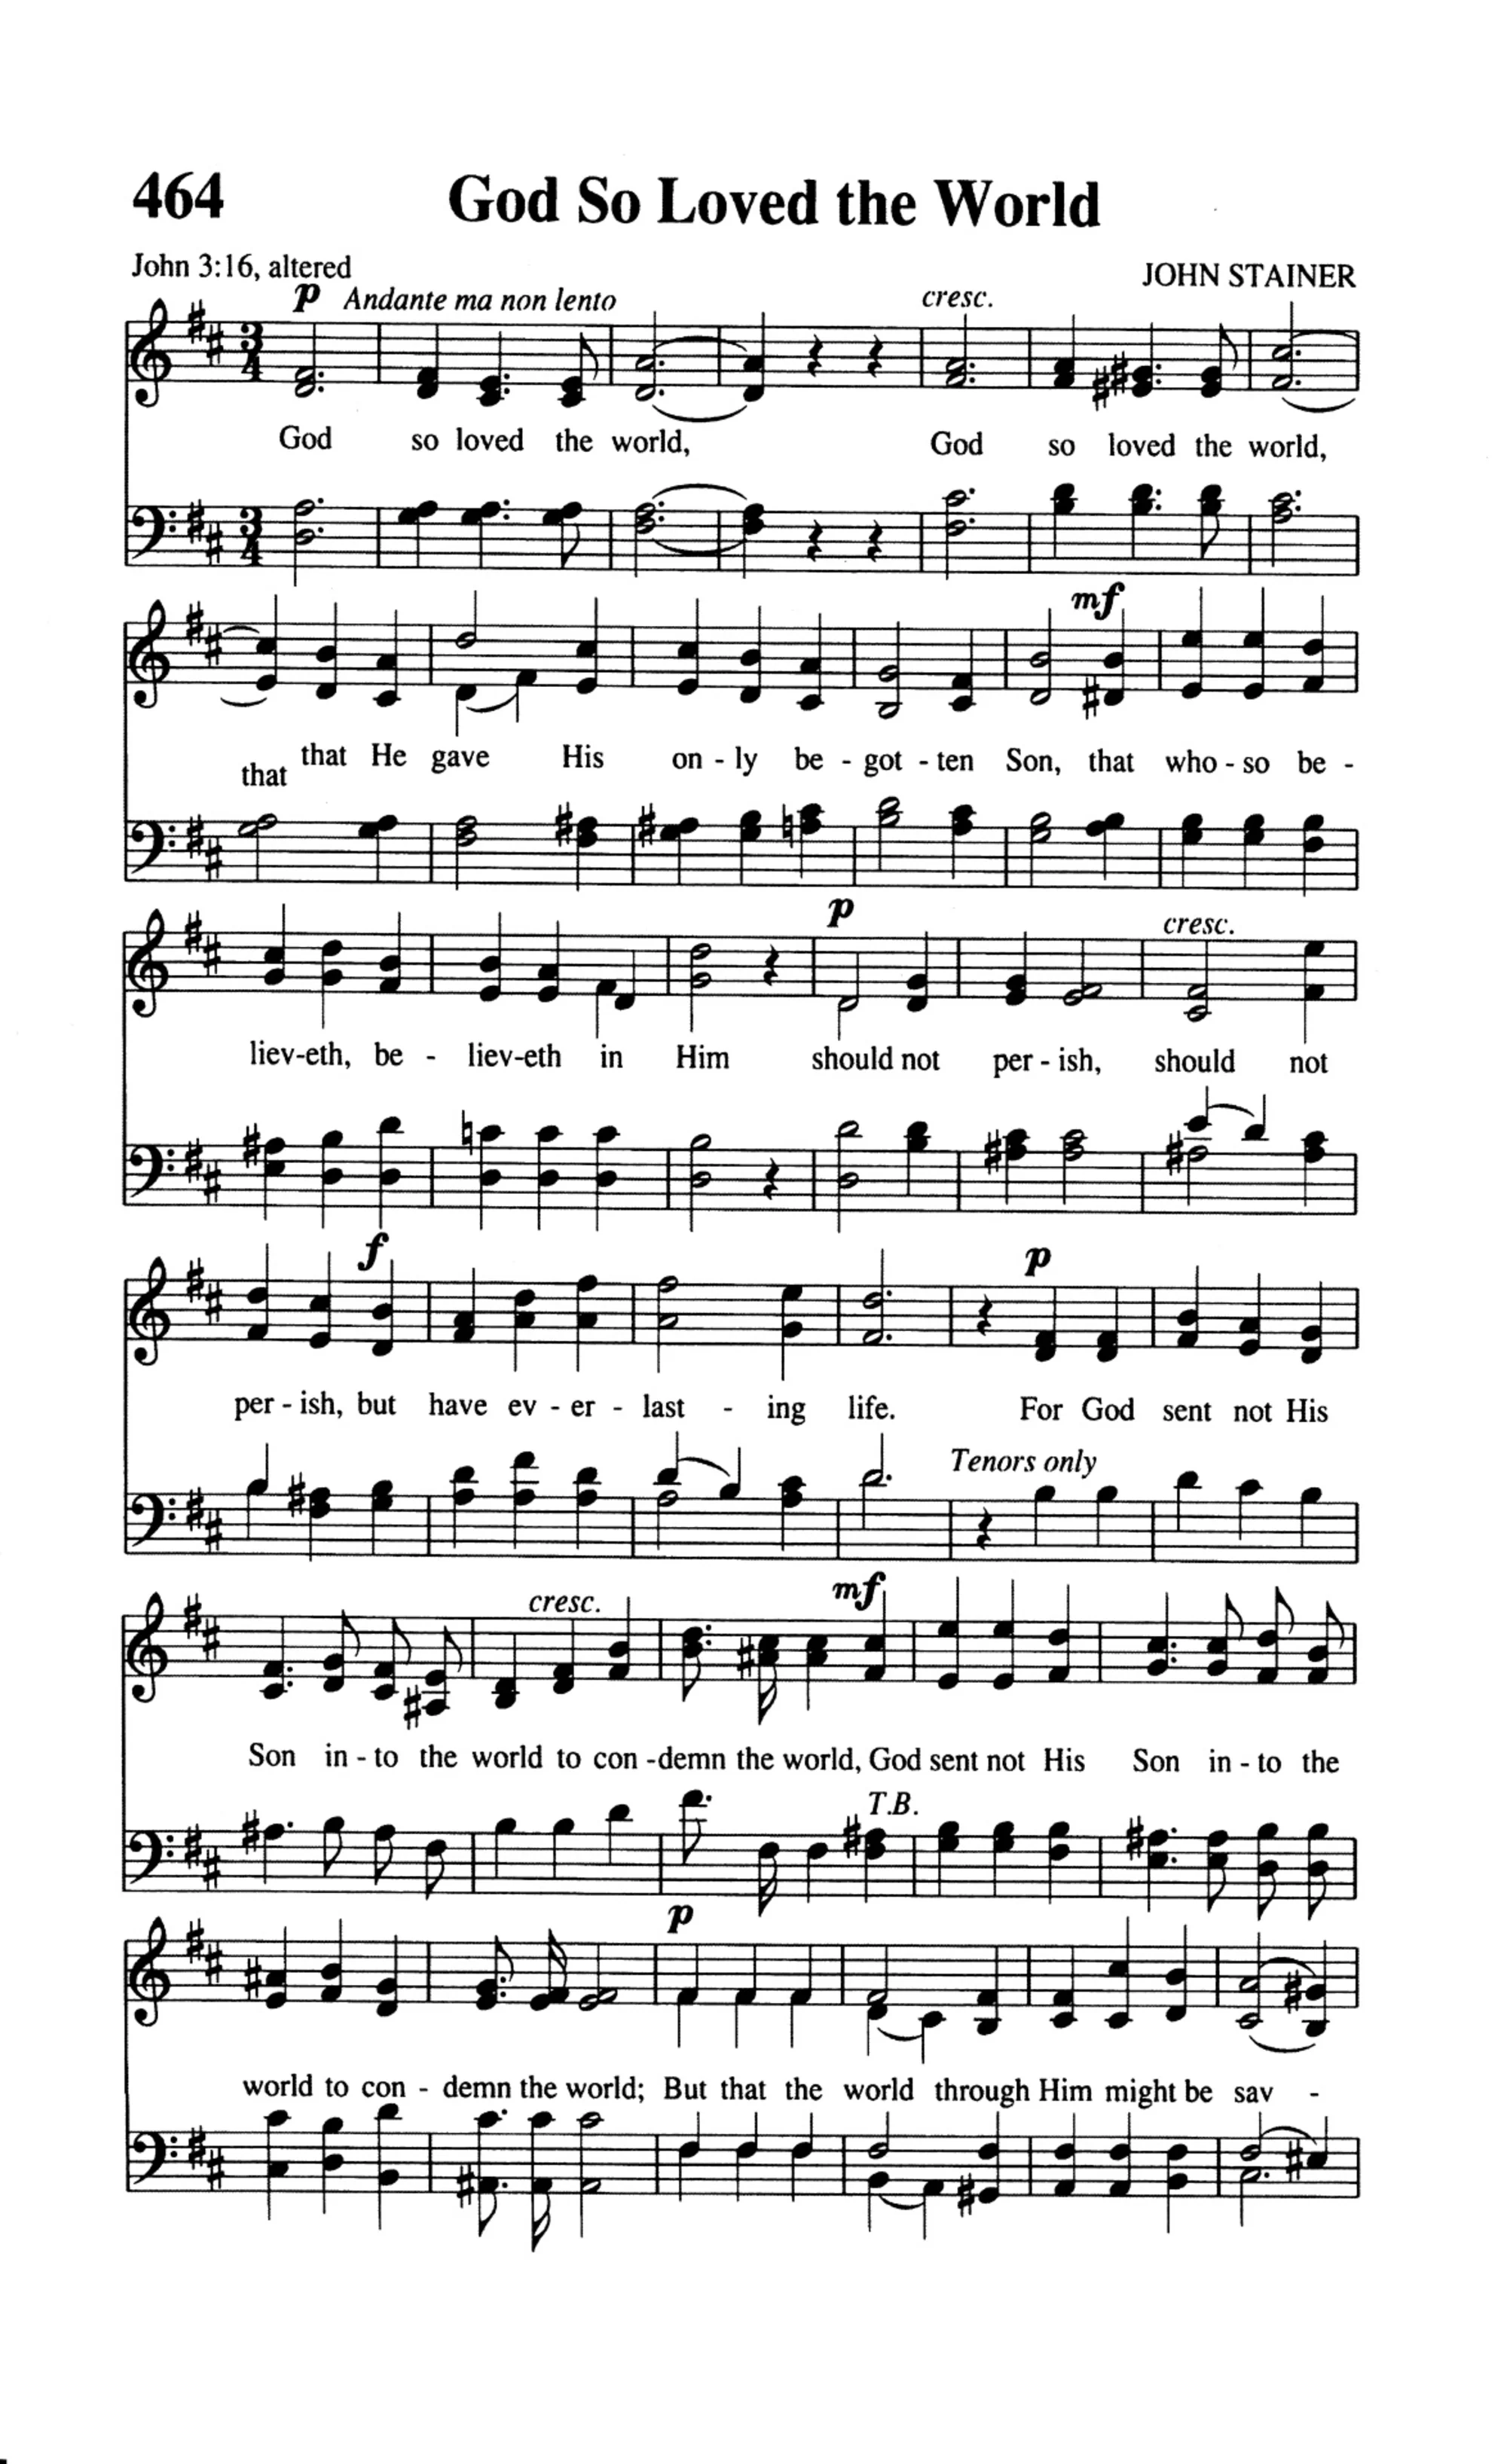 464 God So Loved the World
John 3:16, altered JOHN STAINER
p Andante ma non lento cresc.
3 4
God so loved the world, God so loved the world,
3 4
mf
that that He gave His on - ly be - got - ten Son, that who - so be -
p cresc.
liev-eth, be - liev-eth in Him should not per - ish, should not
f p
per - ish, but have ev - er - last - ing life. For God sent not His
Tenors only
cresc. mf
Son in - to the world to con - demn the world, God sent not His Son in - to the
T.B.
p
world to con - demn the world; But that the world through Him might be sav -